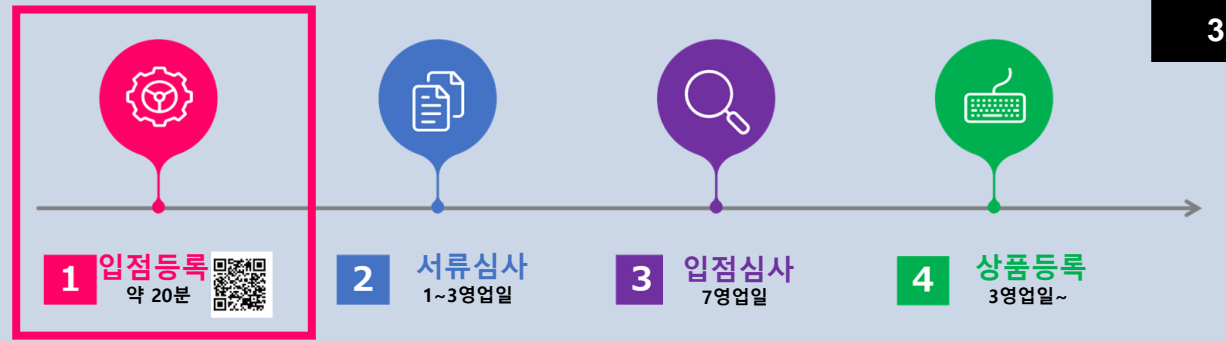 3
1 입점등록
약 20분
2 서류심사
1~3영업일
3 입점심사
7영업일
4 상품등록
3영업일~